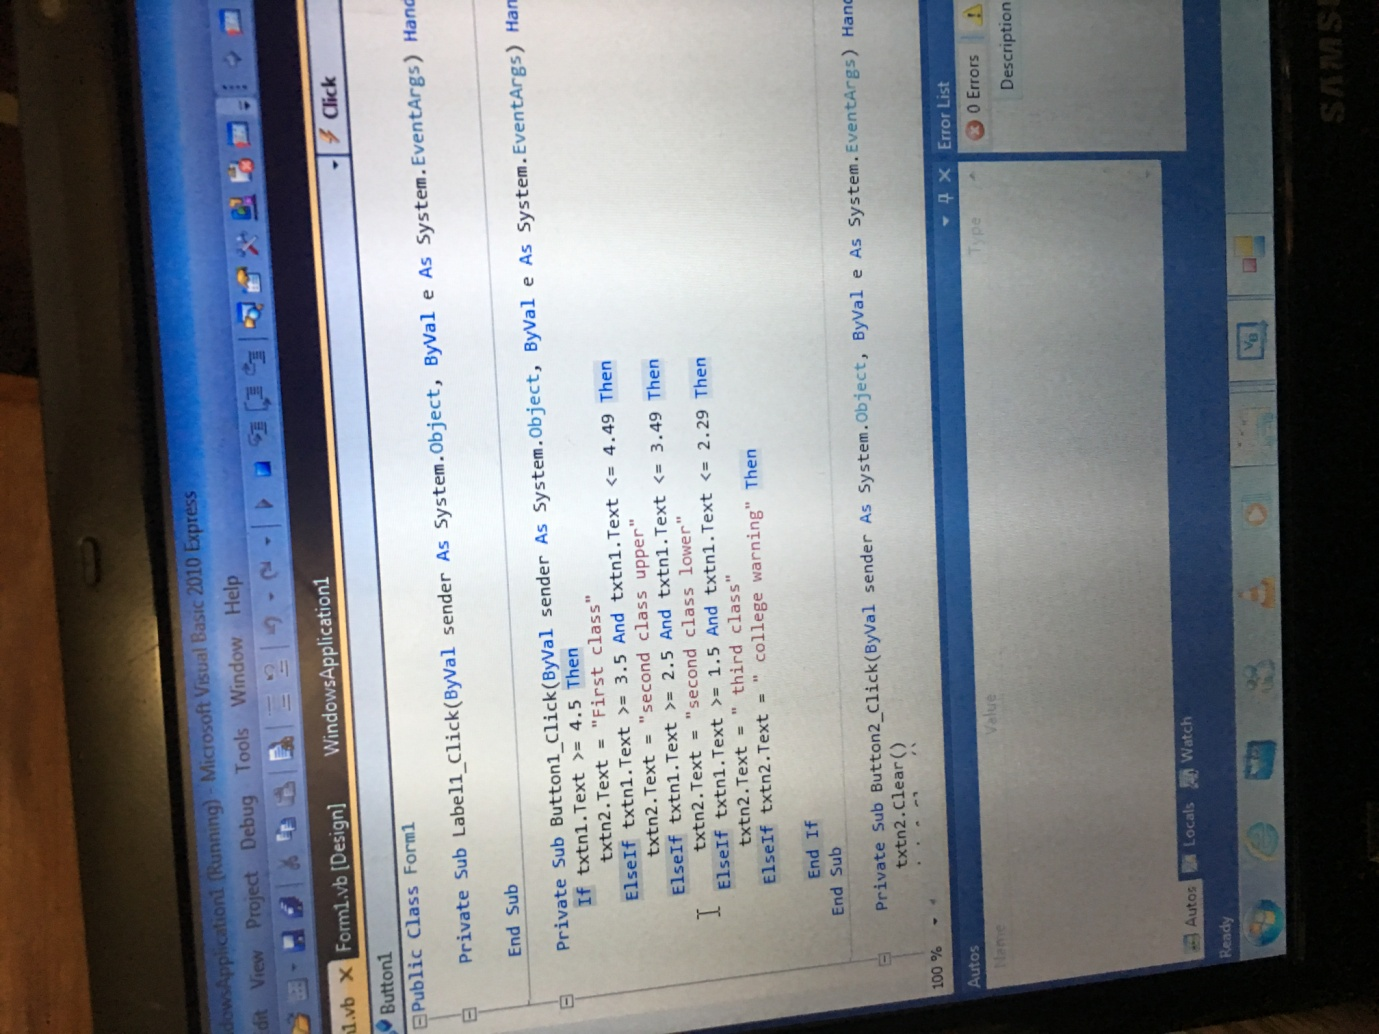 dowsApplication1 (Running) - Microsoft Visual Basic 2010 Express
dit View Project Debug Tools Window Help
1.vb X Form1.vb [Design] WindowsApplication1
Button1 Click
Public Class Form1
Private Sub Label1_Click(ByVal sender As System.Object, ByVal e As System.EventArgs) Hand
End Sub
Private Sub Button1_Click(ByVal sender As System.Object, ByVal e As System.EventArgs) Han
If txtn1.Text >= 4.5 Then
txtn2.Text = "First class"
ElseIf txtn1.Text >= 3.5 And txtn1.Text <= 4.49 Then
txtn2.Text = "second class upper"
ElseIf txtn1.Text >= 2.5 And txtn1.Text <= 3.49 Then
txtn2.Text = "second class lower"
ElseIf txtn1.Text >= 1.5 And txtn1.Text <= 2.29 Then
txtn2.Text = " third class"
ElseIf txtn2.Text = " college warning" Then
End If
End Sub
Private Sub Button2_Click(ByVal sender As System.Object, ByVal e As System.EventArgs) Hand
txtn2.Clear()
100 %
Autos
Name Value Type
Error List
0 Errors
Description
Autos Locals Watch
Ready
SAMS